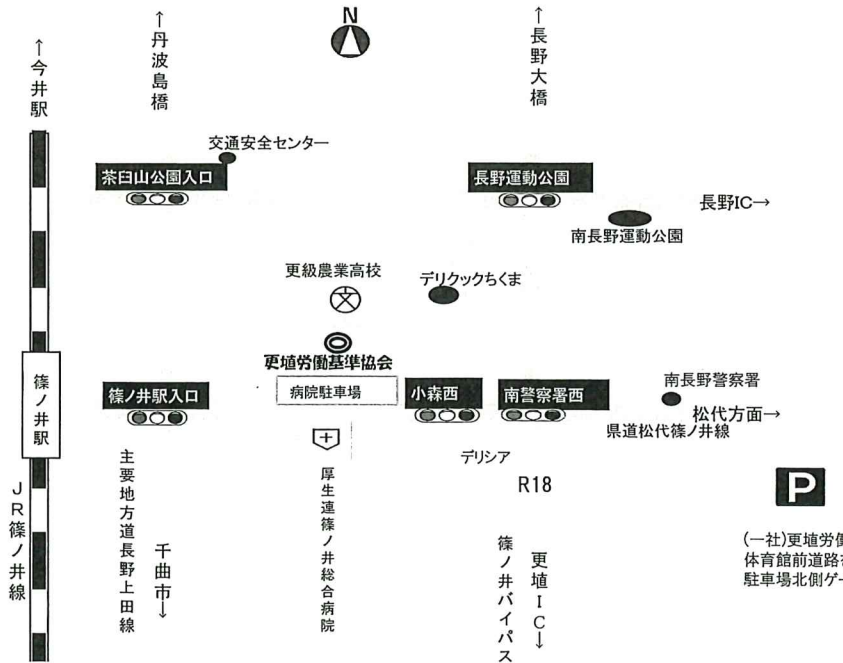 N
↑丹波島橋
↑長野大橋
↑今井駅
交通安全センター
茶臼山公園入口
長野運動公園
長野IC→
南長野運動公園
更級農業高校
デリクックちくま
文
更埴労働基準協会
篠ノ井駅
篠ノ井駅入口
病院駐車場
小森西
南警察署西
南長野警察署
松代方面→
県道松代篠ノ井線
デリシア
R18
P
JR篠ノ井線
主要地方道長野上田線
千曲市↓
厚生連篠ノ井総合病院
篠ノ井バイパス
更埴IC↓
(一社)更埴労働
体育館前道路
駐車場北側ゲー